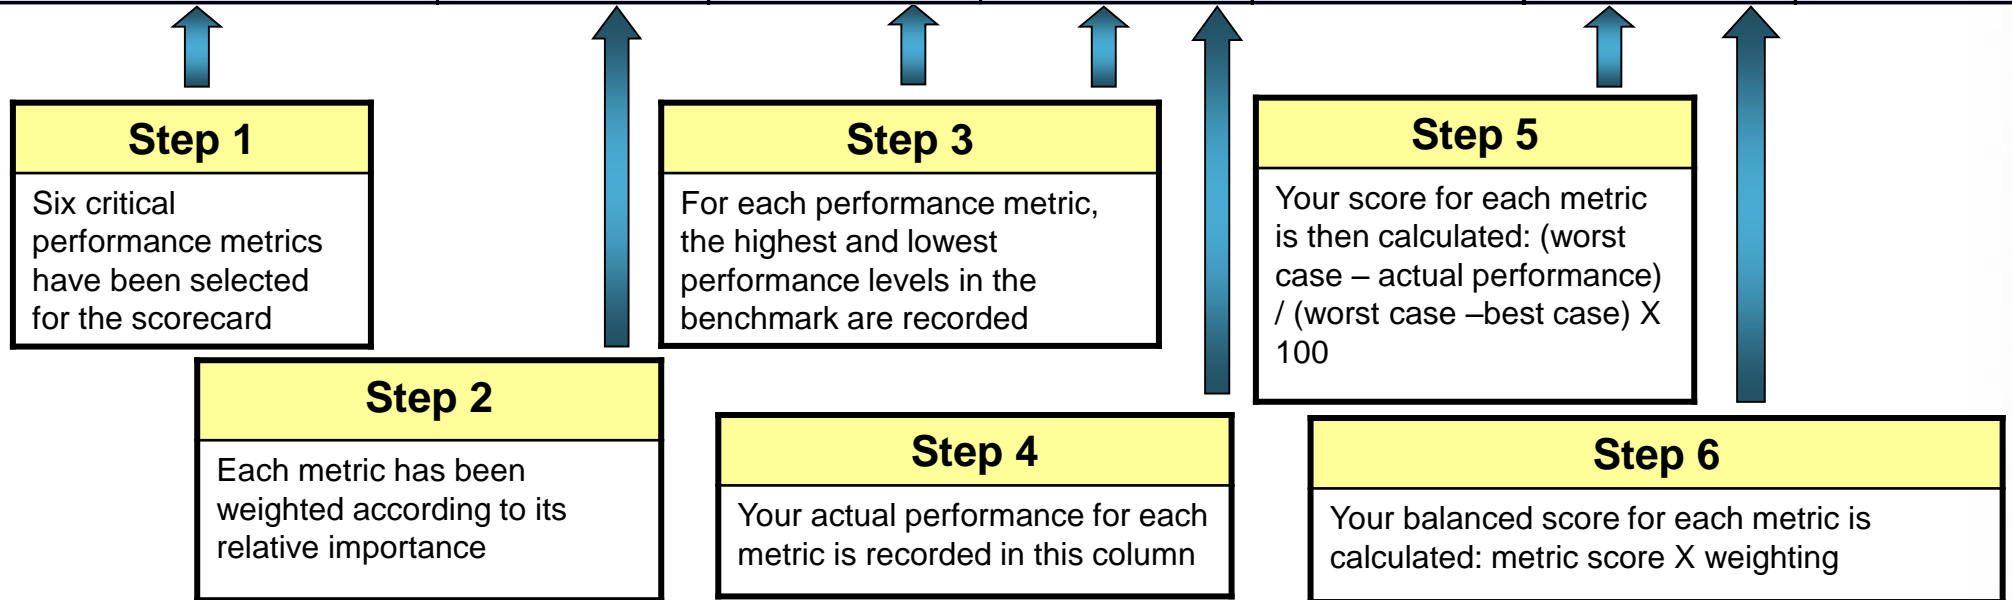 Step 1
Six critical
performance metrics
have been selected
for the scorecard
Step 2
Each metric has been
weighted according to its
relative importance
Step 3
For each performance metric,
the highest and lowest
performance levels in the
benchmark are recorded
Step 4
Your actual performance for each
metric is recorded in this column
Step 5
Your score for each metric
is then calculated: (worst
case – actual performance)
/ (worst case –best case) X
100
Step 6
Your balanced score for each metric is
calculated: metric score X weighting